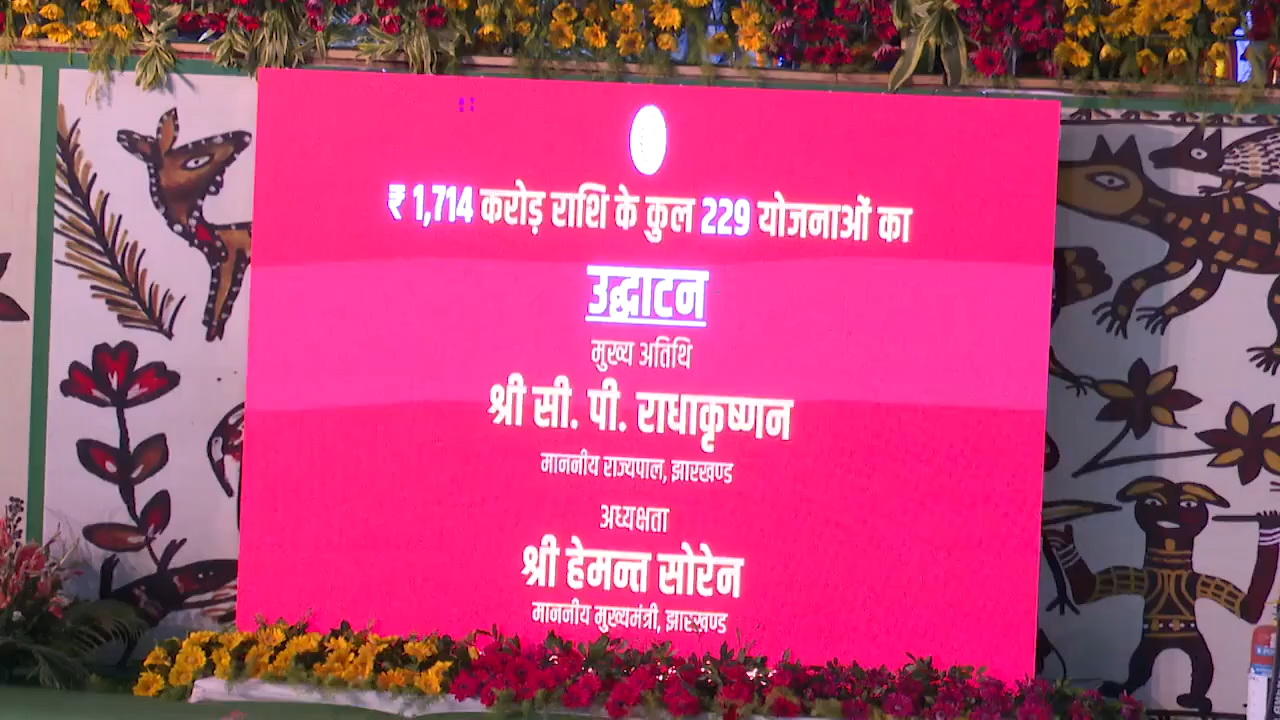 ₹ 1,714 करोड़ राशि के कुल 229 योजनाओं का
उद्घाटन
मुख्य अतिथि
श्री सी. पी. राधाकृष्णन
माननीय राज्यपाल, झारखण्ड
अध्यक्षता
श्री हेमन्त सोरेन
माननीय मुख्यमंत्री, झारखण्ड